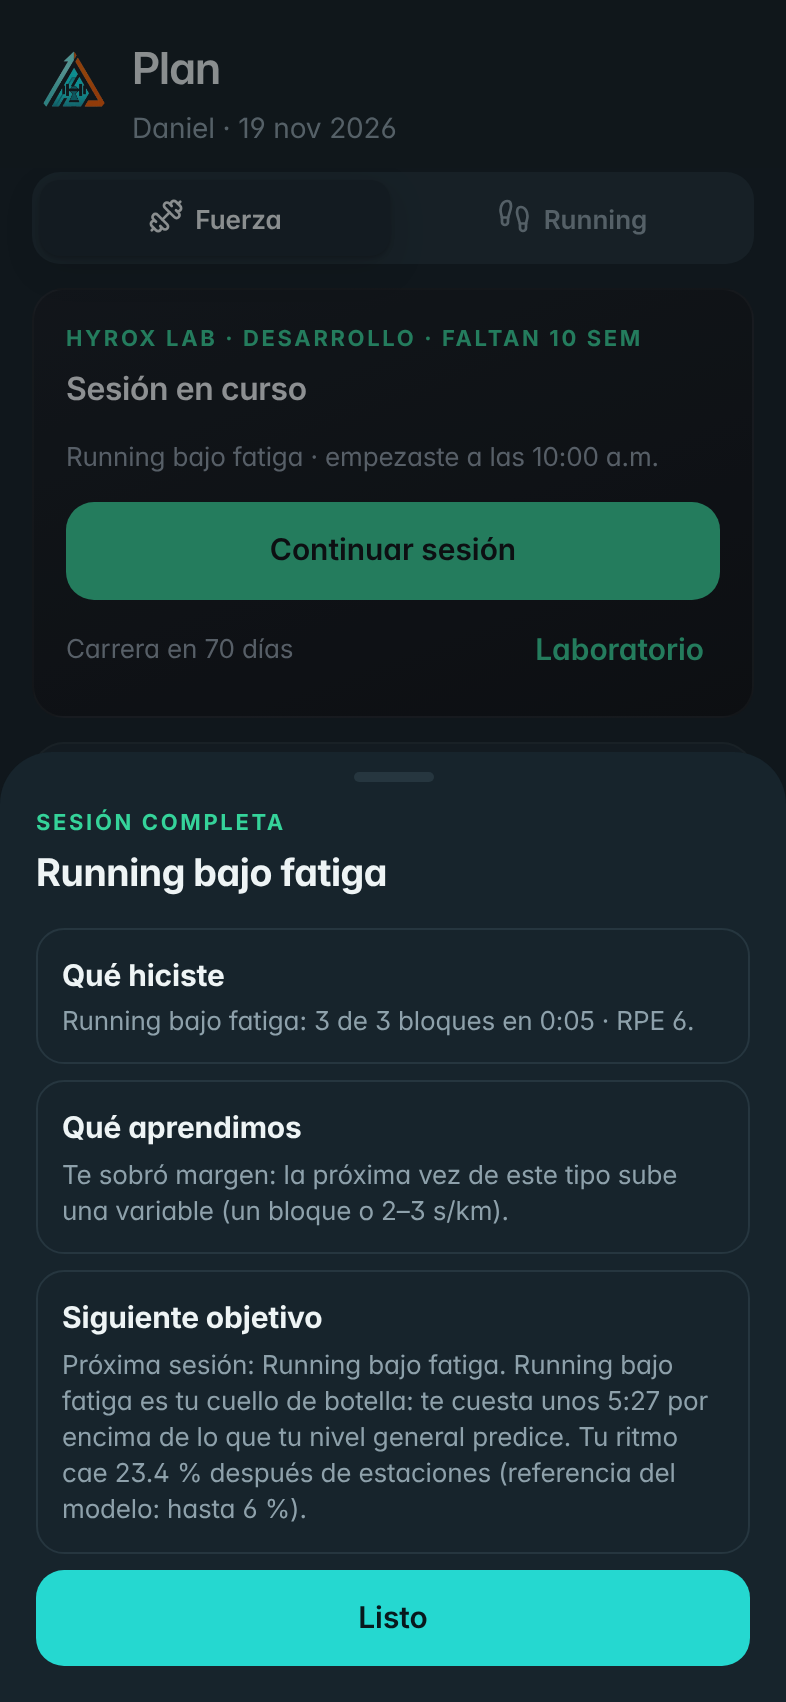 Plan
Daniel · 19 nov 2026
Fuerza
Running
HYROX LAB · DESARROLLO · FALTAN 10 SEM
Sesión en curso
Running bajo fatiga · empezaste a las 10:00 a.m.
Continuar sesión
Carrera en 70 días
Laboratorio
SESIÓN COMPLETA
Running bajo fatiga
Qué hiciste
Running bajo fatiga: 3 de 3 bloques en 0:05 · RPE 6.
Qué aprendimos
Te sobró margen: la próxima vez de este tipo sube
una variable (un bloque o 2–3 s/km).
Siguiente objetivo
Próxima sesión: Running bajo fatiga. Running bajo
fatiga es tu cuello de botella: te cuesta unos 5:27 por
encima de lo que tu nivel general predice. Tu ritmo
cae 23.4 % después de estaciones (referencia del
modelo: hasta 6 %).
Listo